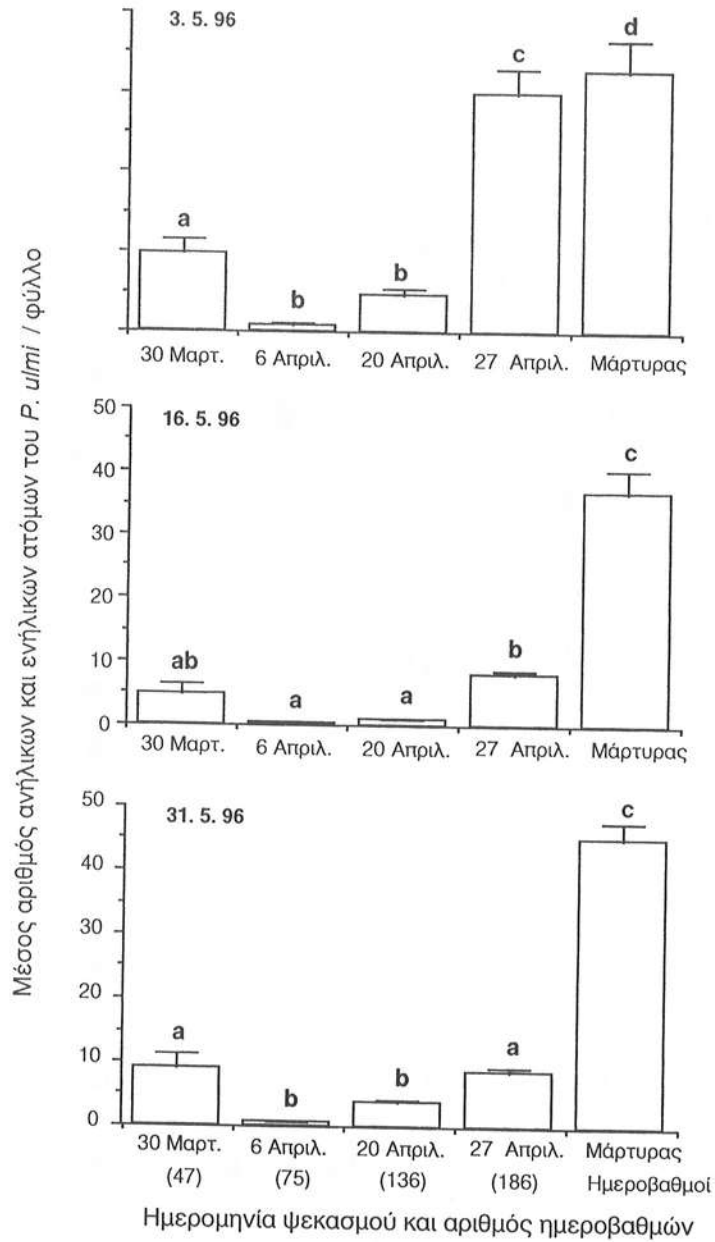 Μέσος αριθμός ανήλικων και ενήλικων ατόμων του P. ulmi / φύλλο
3. 5. 96
a
b
b
c
d
30 Μαρτ.
6 Απριλ.
20 Απριλ.
27 Απριλ.
Μάρτυρας
16. 5. 96
50
40
30
20
10
0
ab
a
a
b
c
30 Μαρτ.
6 Απριλ.
20 Απριλ.
27 Απριλ.
Μάρτυρας
31. 5. 96
50
40
30
20
10
0
a
b
b
a
c
30 Μαρτ.
6 Απριλ.
20 Απριλ.
27 Απριλ.
Μάρτυρας
(47)
(75)
(136)
(186)
Ημεροβαθμοί
Ημερομηνία ψεκασμού και αριθμός ημεροβαθμών